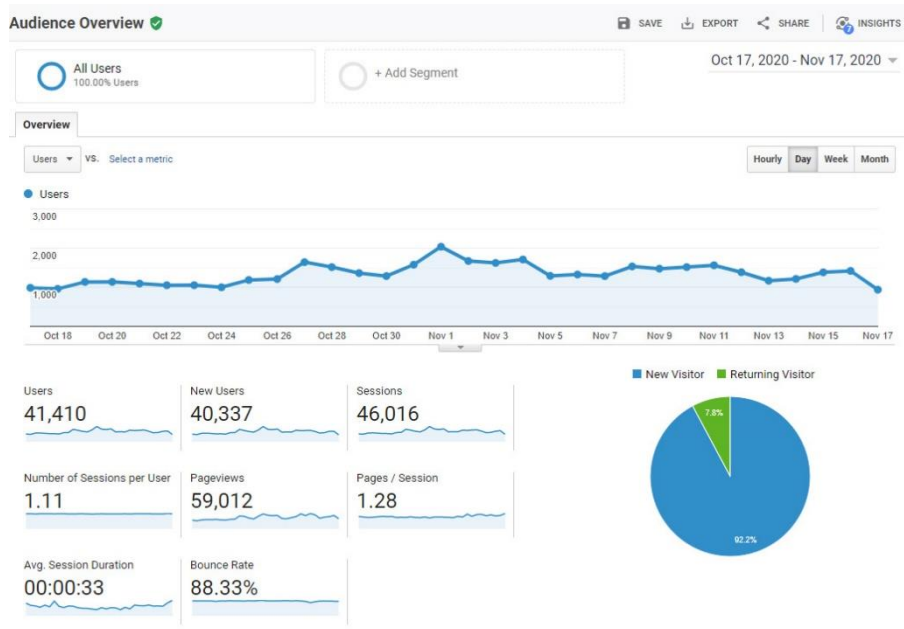 Audience Overview
SAVE EXPORT SHARE INSIGHTS
7
All Users
100.00% Users
+ Add Segment
Oct 17, 2020 - Nov 17, 2020
Overview
Users VS. Select a metric
Hourly Day Week Month
Users
3,000
2,000
1,000
Oct 18 Oct 20 Oct 22 Oct 24 Oct 26 Oct 28 Oct 30 Nov 1 Nov 3 Nov 5 Nov 7 Nov 9 Nov 11 Nov 13 Nov 15 Nov 17
New Visitor Returning Visitor
Users New Users Sessions
41,410 40,337 46,016
Number of Sessions per User Pageviews Pages / Session
1.11 59,012 1.28
Avg. Session Duration Bounce Rate
00:00:33 88.33%
7.8%
92.2%